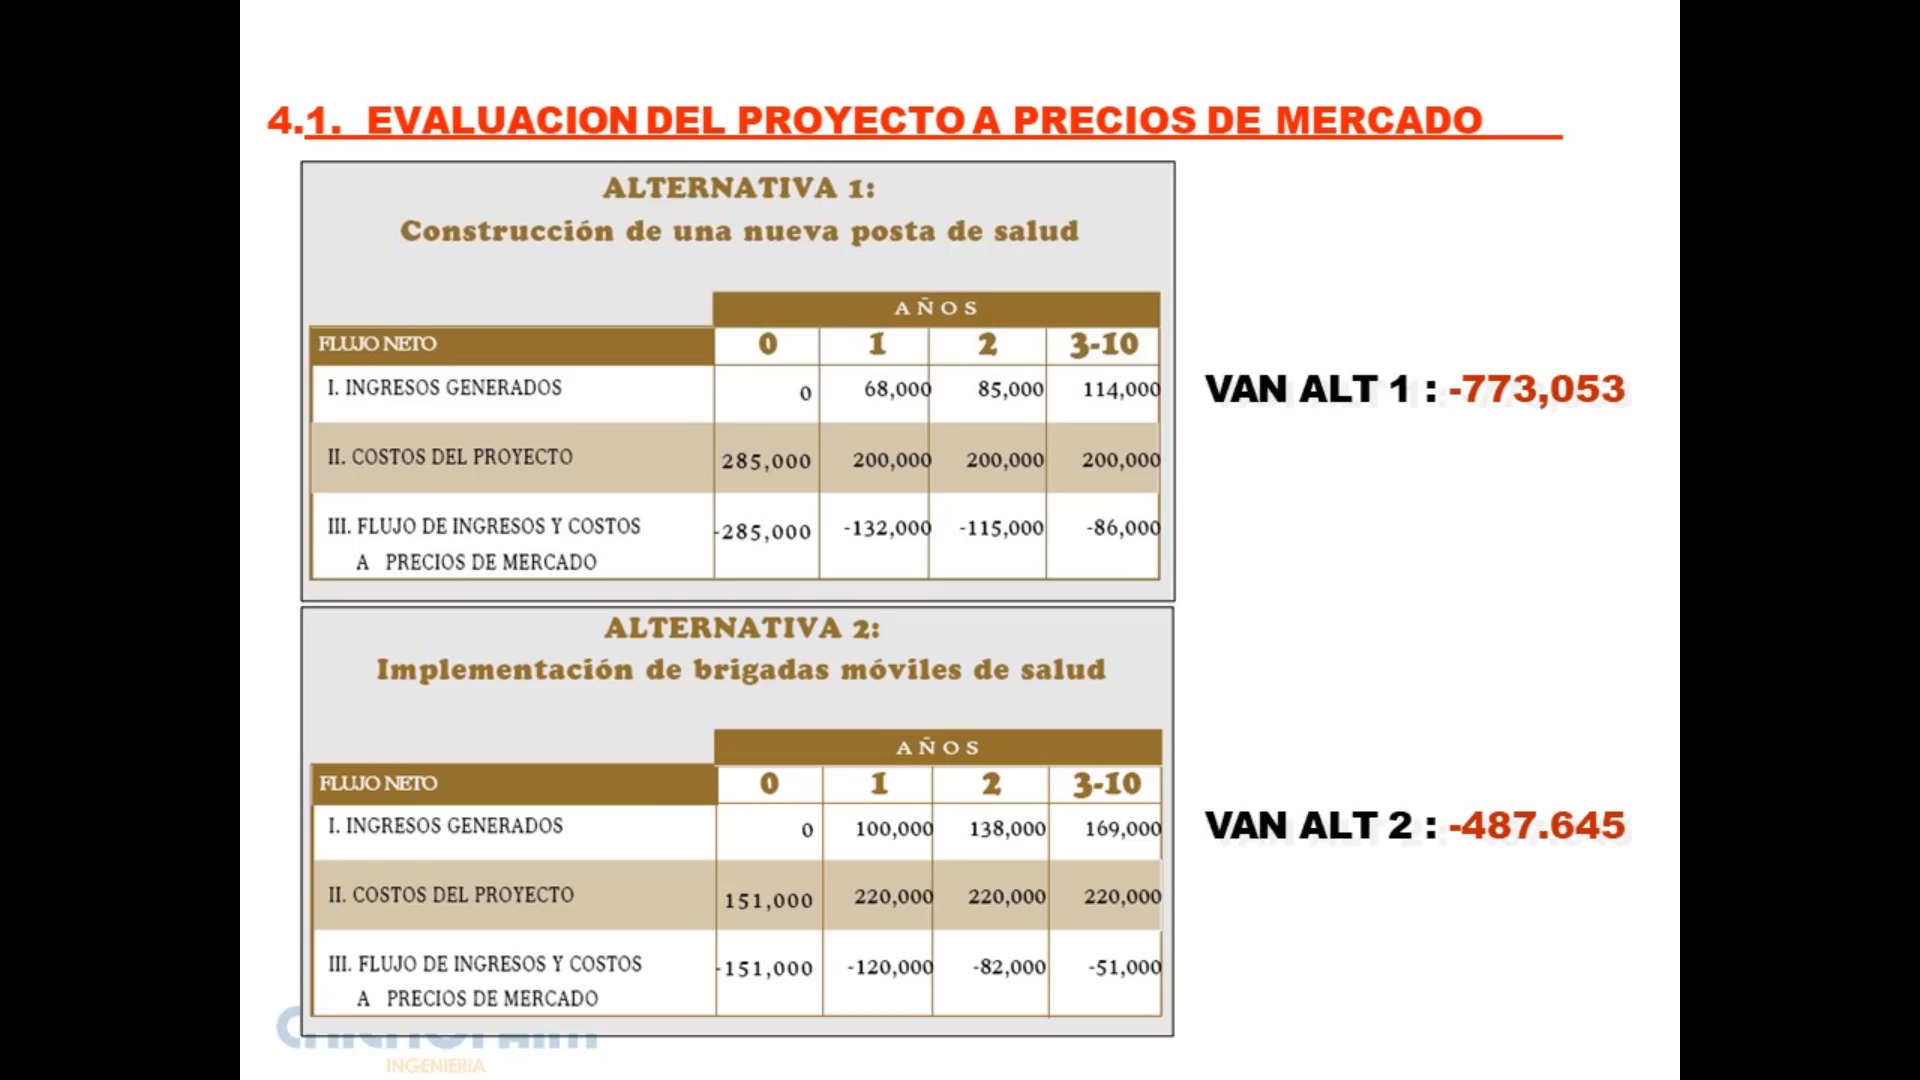 4.1. EVALUACION DEL PROYECTO A PRECIOS DE MERCADO
ALTERNATIVA 1:
Construcción de una nueva posta de salud
AÑOS
FLUJO NETO 0 1 2 3-10
I. INGRESOS GENERADOS 0 68,000 85,000 114,000
II. COSTOS DEL PROYECTO 285,000 200,000 200,000 200,000
III. FLUJO DE INGRESOS Y COSTOS -285,000 -132,000 -115,000 -86,000
A PRECIOS DE MERCADO
VAN ALT 1 : -773,053
ALTERNATIVA 2:
Implementación de brigadas móviles de salud
AÑOS
FLUJO NETO 0 1 2 3-10
I. INGRESOS GENERADOS 0 100,000 138,000 169,000
II. COSTOS DEL PROYECTO 151,000 220,000 220,000 220,000
III. FLUJO DE INGRESOS Y COSTOS -151,000 -120,000 -82,000 -51,000
A PRECIOS DE MERCADO
VAN ALT 2 : -487.645
INGENIERIA